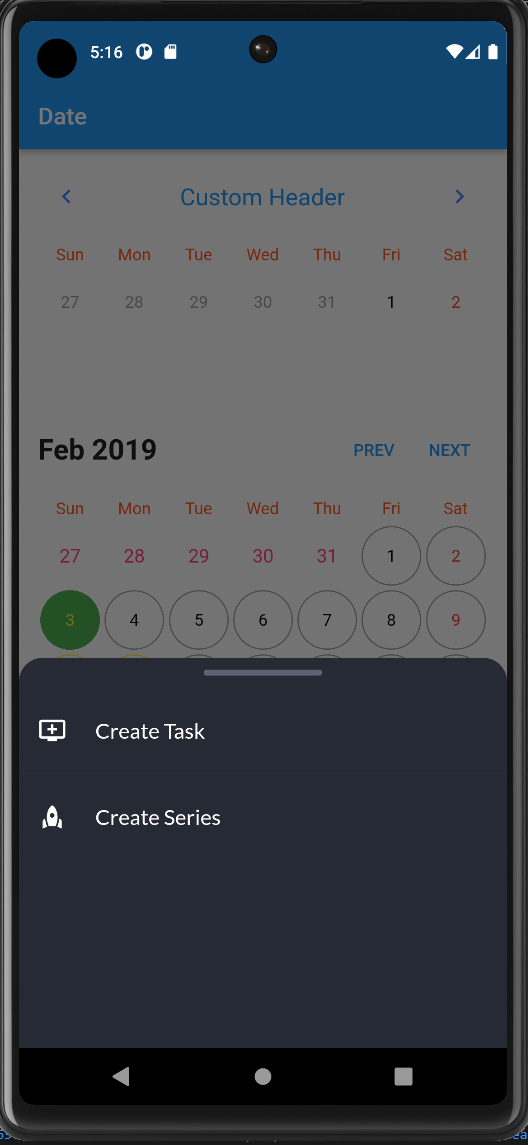 5:16
Date
Custom Header
Sun Mon Tue Wed Thu Fri Sat
27 28 29 30 31 1 2
Feb 2019 PREV NEXT
Sun Mon Tue Wed Thu Fri Sat
27 28 29 30 31 1 2
3 4 5 6 7 8 9
Create Task
Create Series